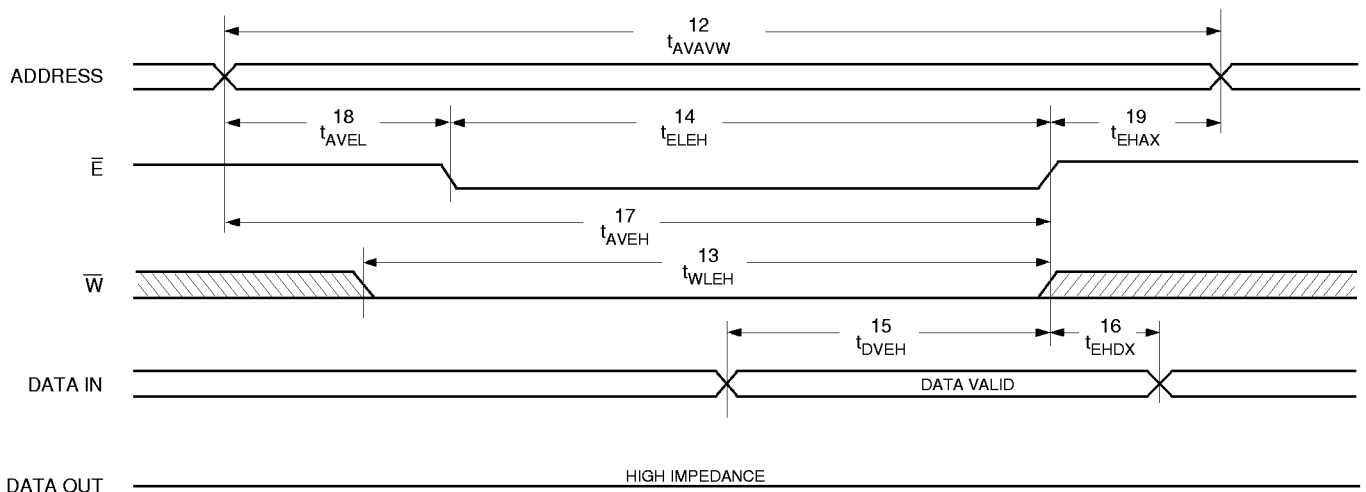 12
tAVAVW
ADDRESS
18
tAVEL
14
tELEH
19
tEHAX
E̅
17
tAVEH
13
tWLEH
W̅
15
tDVEH
16
tEHDX
DATA IN
DATA VALID
DATA OUT
HIGH IMPEDANCE